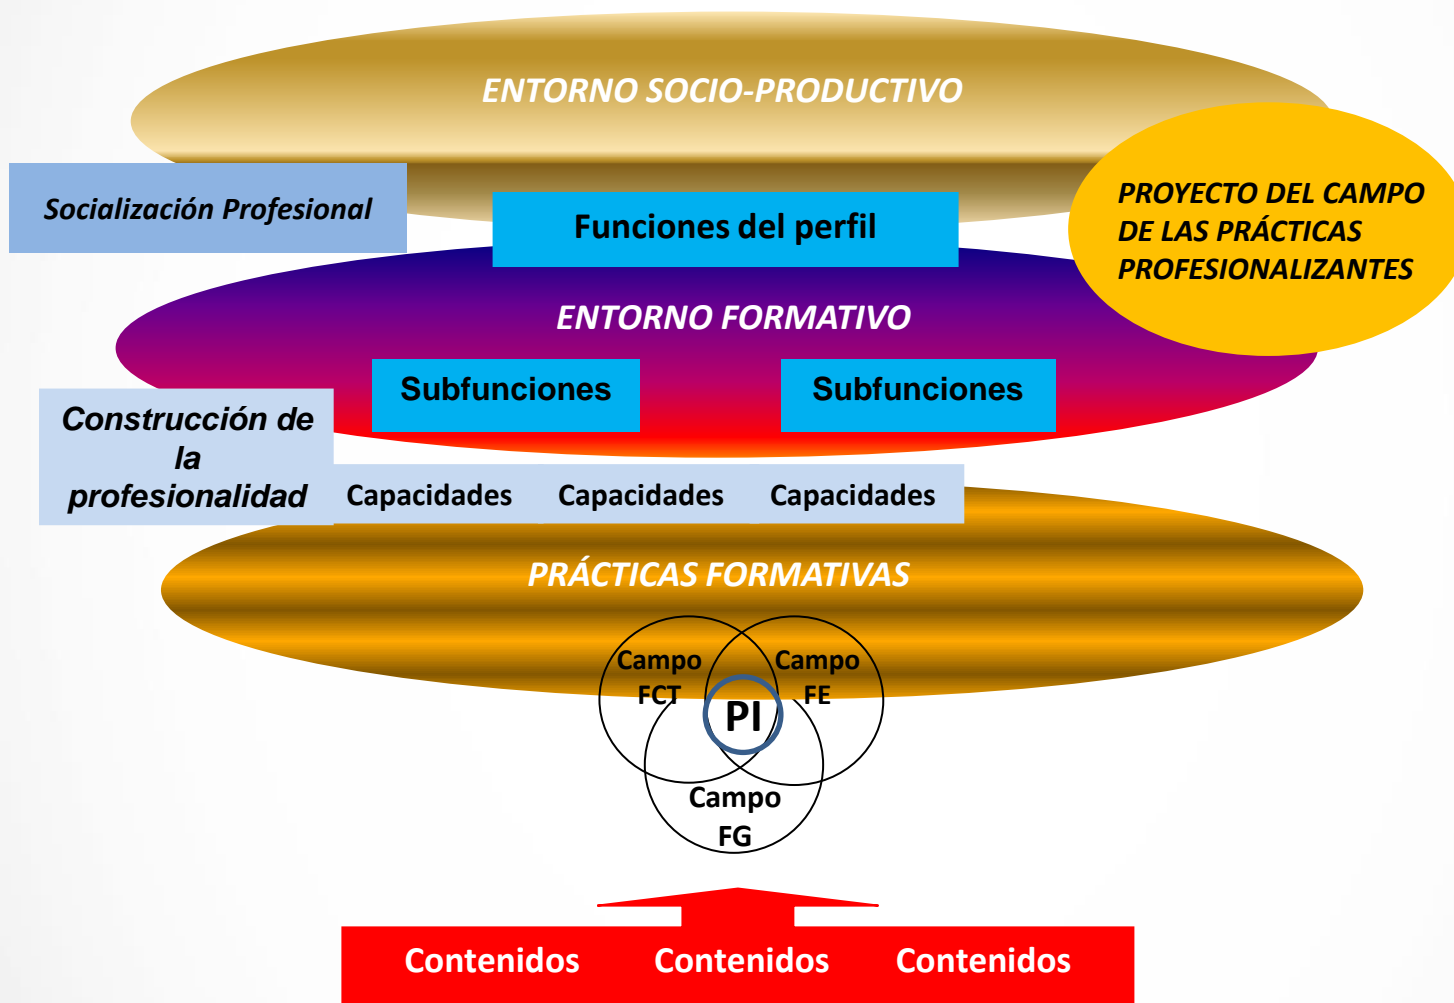 ENTORNO SOCIO-PRODUCTIVO
Socialización Profesional
Funciones del perfil
PROYECTO DEL CAMPO
DE LAS PRÁCTICAS
PROFESIONALIZANTES
ENTORNO FORMATIVO
Subfunciones
Subfunciones
Construcción de
la
profesionalidad
Capacidades
Capacidades
Capacidades
PRÁCTICAS FORMATIVAS
Campo
FCT
Campo
FE
PI
Campo
FG
Contenidos
Contenidos
Contenidos